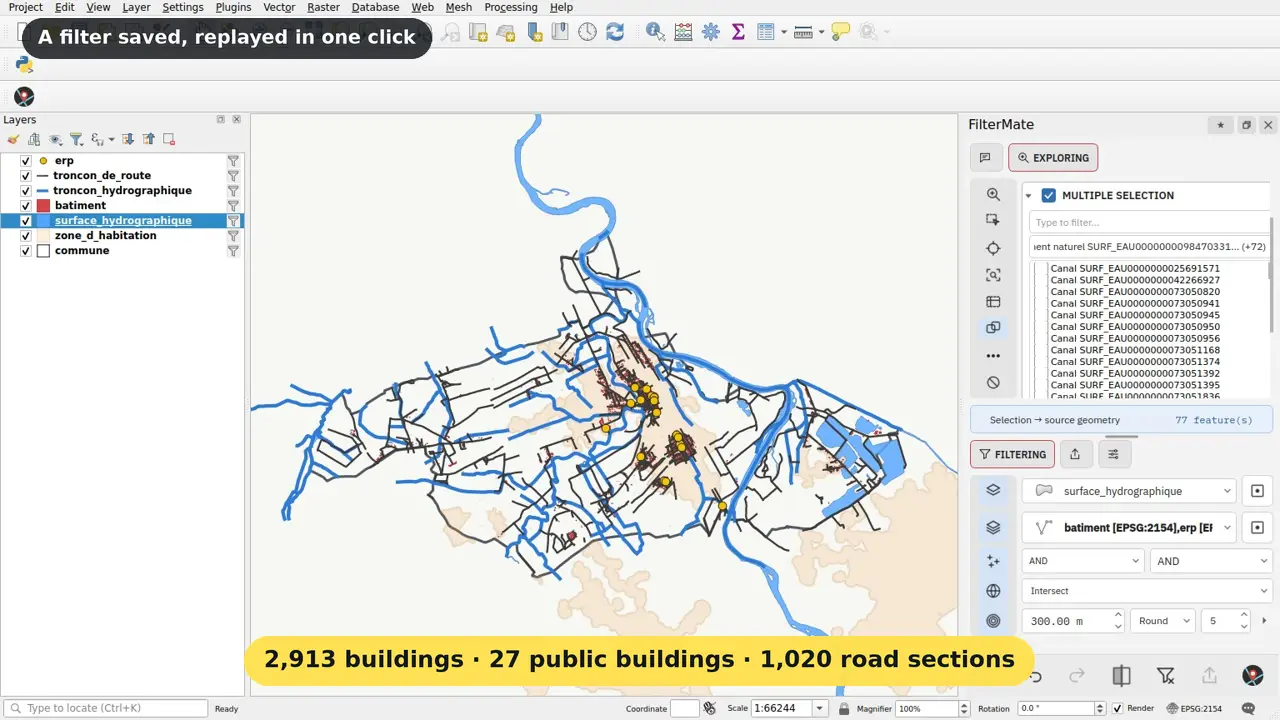 Project Edit View Layer Settings Plugins Vector Raster Database Web Mesh Processing Help
A filter saved, replayed in one click
Layers
erp
troncon_de_route
troncon_hydrographique
batiment
surface_hydrographique
zone_d_habitation
commune
FilterMate
EXPLORING
MULTIPLE SELECTION
Type to filter...
ent naturel SURF_EAU0000000098470331... (+72)
Canal SURF_EAU0000000025691571
Canal SURF_EAU0000000042266927
Canal SURF_EAU0000000073050820
Canal SURF_EAU0000000073050941
Canal SURF_EAU0000000073050945
Canal SURF_EAU0000000073050950
Canal SURF_EAU0000000073050956
Canal SURF_EAU0000000073051168
Canal SURF_EAU0000000073051374
Canal SURF_EAU0000000073051392
Canal SURF_EAU0000000073051395
Canal SURF_EAU0000000073051836
Selection → source geometry 77 feature(s)
FILTERING
surface_hydrographique
batiment [EPSG:2154],erp [EF
AND AND
Intersect
300.00 m Round 5
2,913 buildings · 27 public buildings · 1,020 road sections
Type to locate (Ctrl+K) Ready Coordinate Scale 1:66244 Magnifier 100% Rotation 0.0 ° Render EPSG:2154